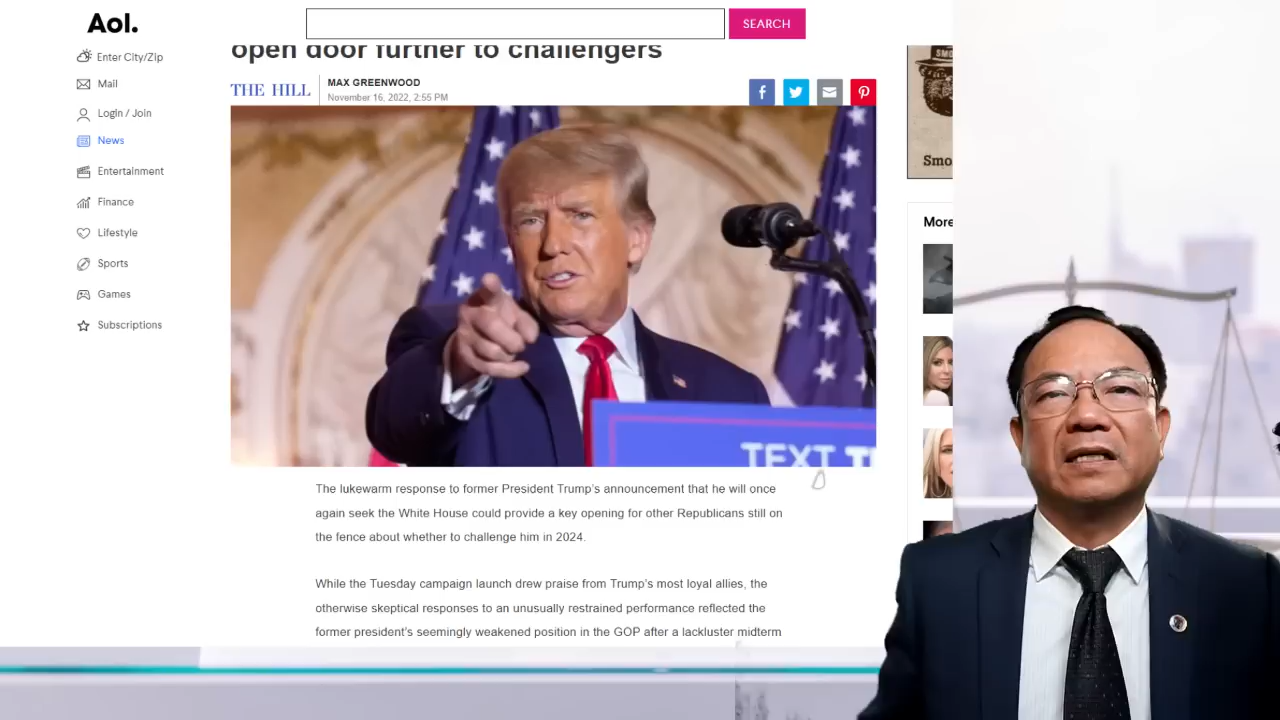 Aol.
SEARCH
Enter City/Zip
Mail
Login / Join
News
Entertainment
Finance
Lifestyle
Sports
Games
Subscriptions
open door further to challengers
THE HILL
MAX GREENWOOD
November 16, 2022, 2:55 PM
TEXT
The lukewarm response to former President Trump's announcement that he will once
again seek the White House could provide a key opening for other Republicans still on
the fence about whether to challenge him in 2024.
While the Tuesday campaign launch drew praise from Trump's most loyal allies, the
otherwise skeptical responses to an unusually restrained performance reflected the
former president's seemingly weakened position in the GOP after a lackluster midterm
Smo
More